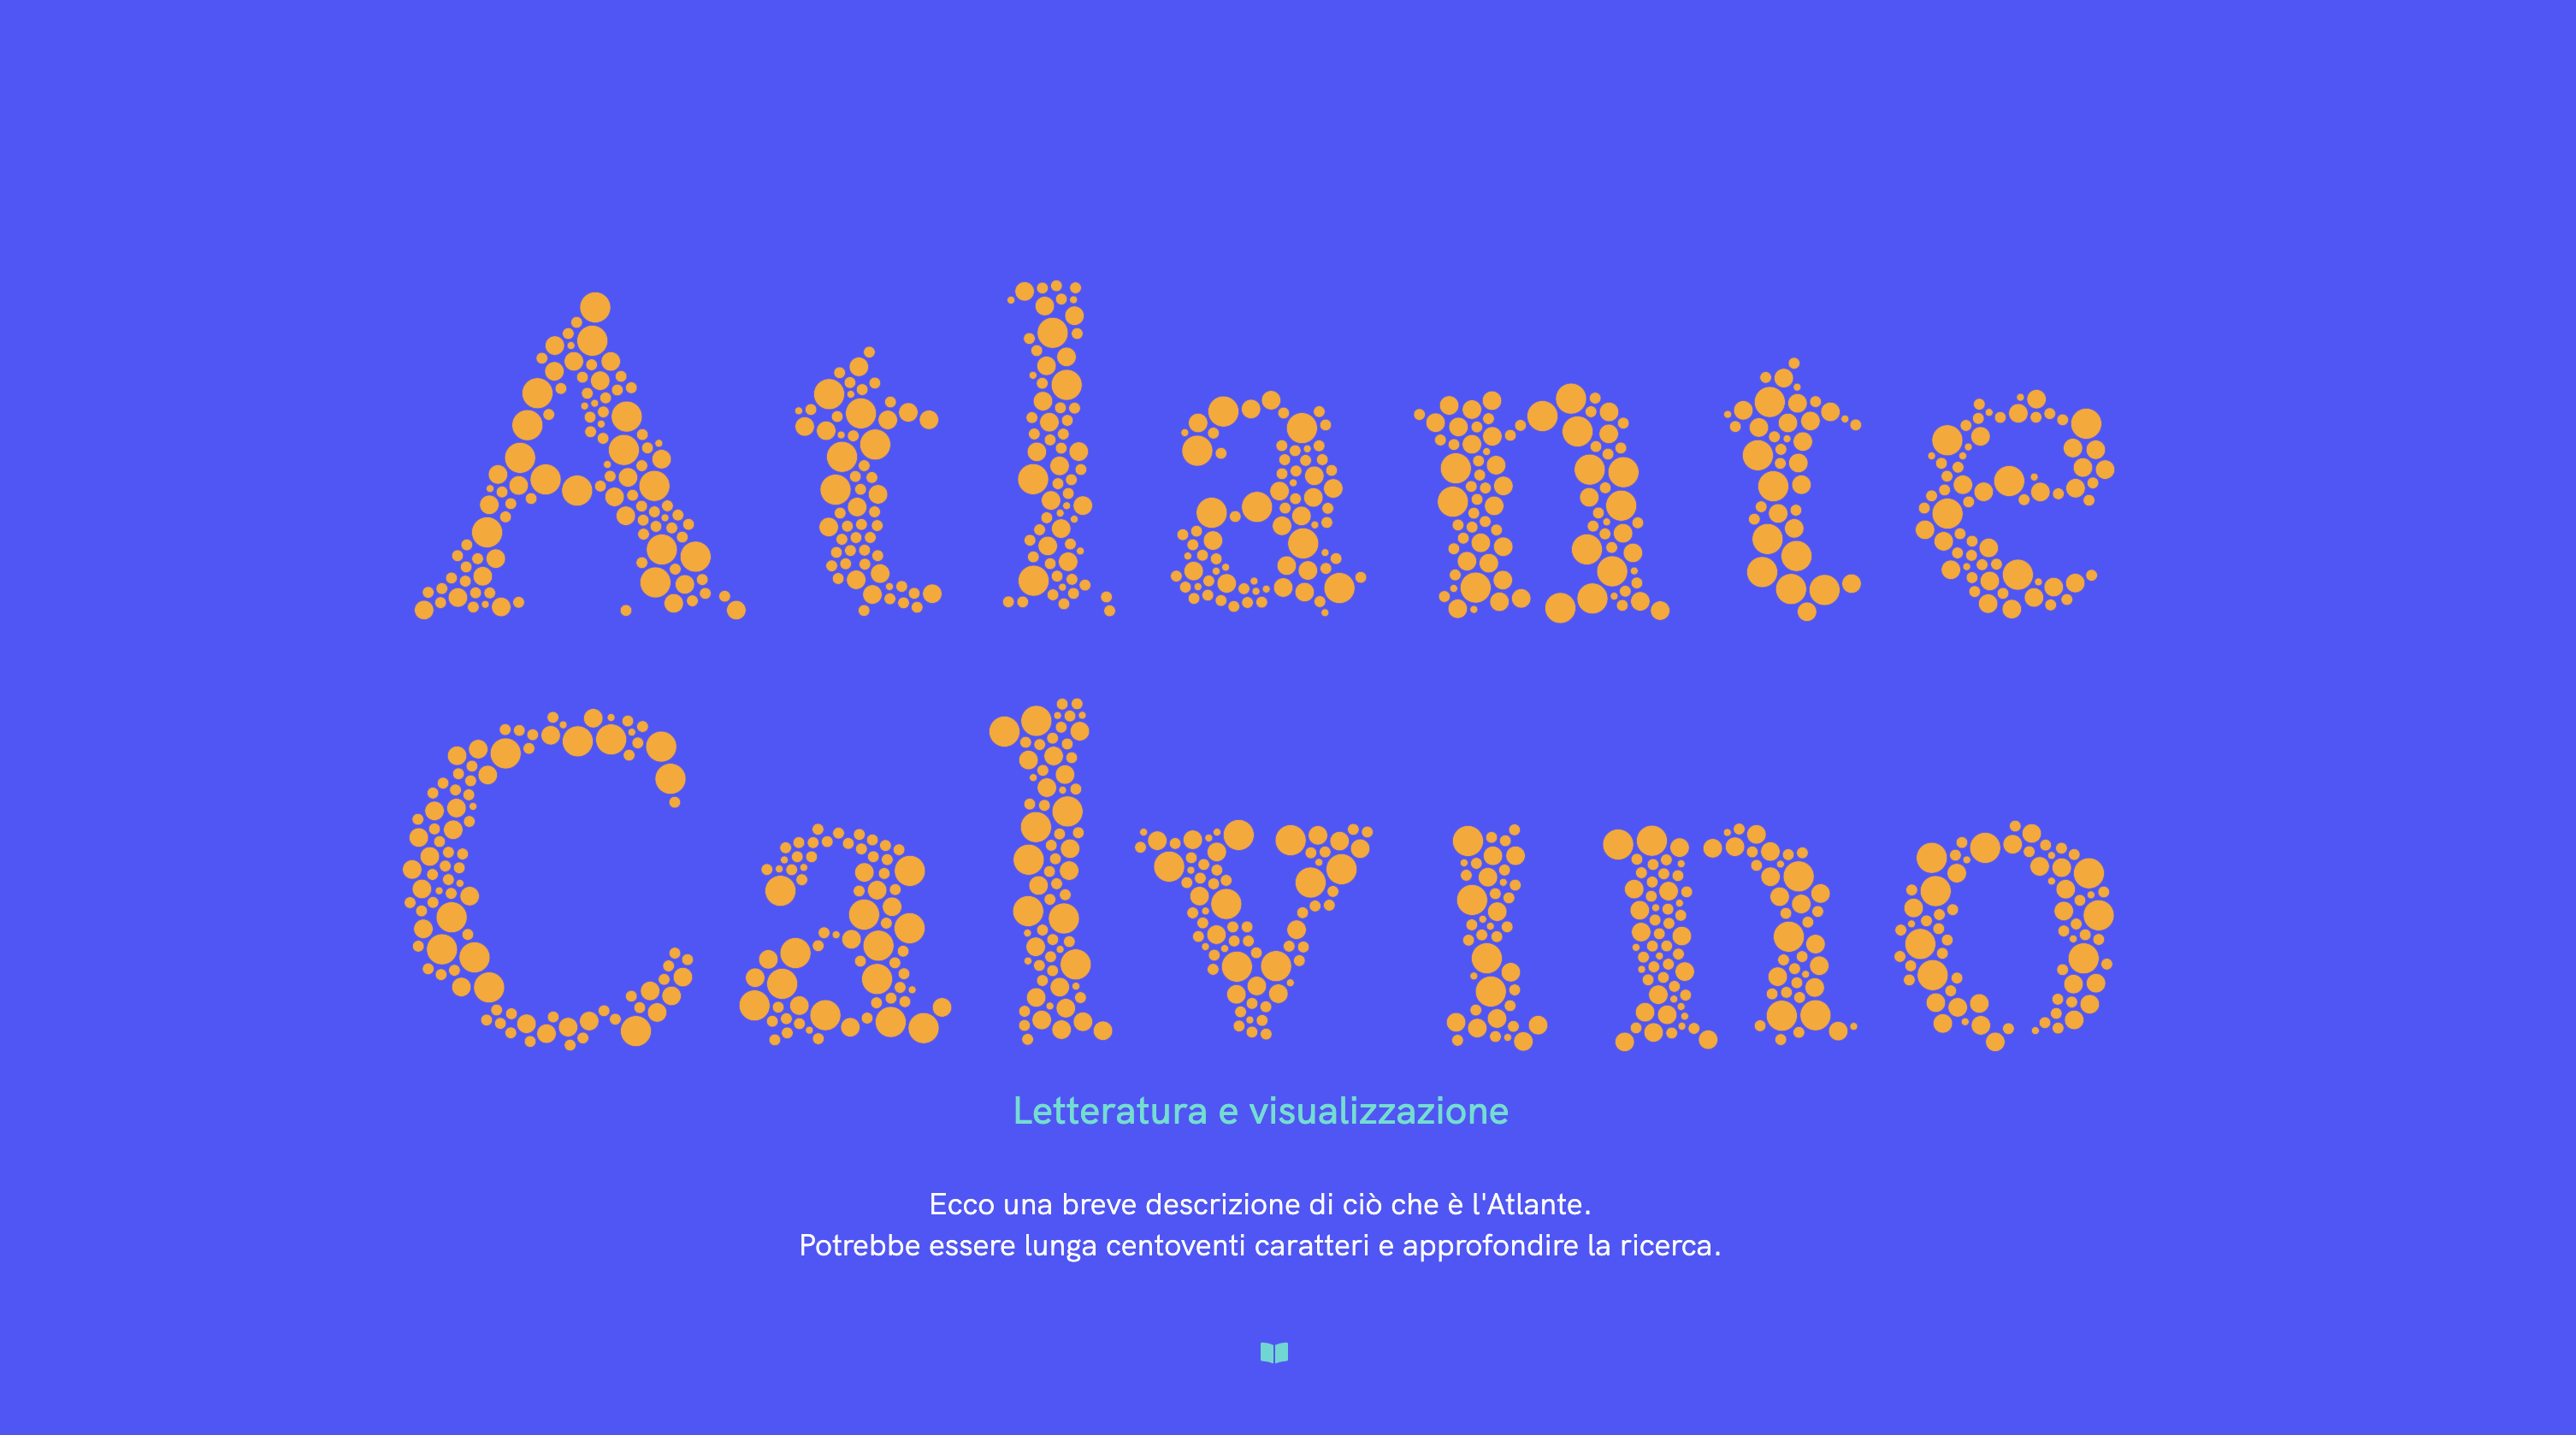 Atlante
Calvino
Letteratura e visualizzazione
Ecco una breve descrizione di ciò che è l'Atlante.
Potrebbe essere lunga centoventi caratteri e approfondire la ricerca.